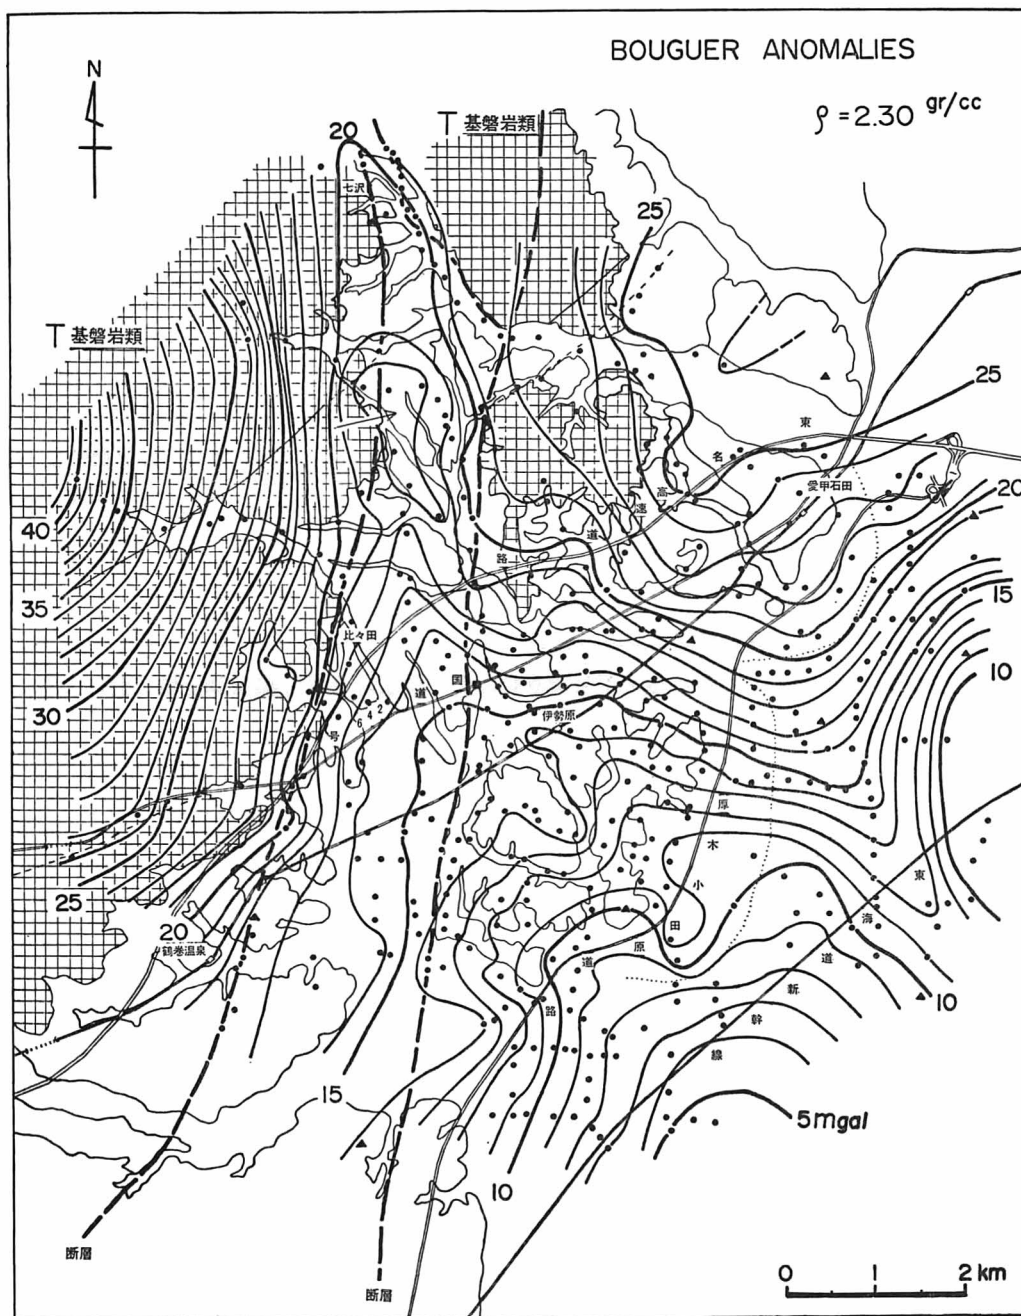 BOUGUER ANOMALIES
ρ = 2.30 gr/cc
N
20
T 基盤岩類
七沢
25
T 基盤岩類
25
東
名
高
速
道
路
愛甲石田
20
40
35
15
比々田
10
30
国
道
2
4
6
号
伊勢原
厚
木
小
田
原
道
路
東
海
道
新
幹
線
25
20
鶴巻温泉
10
15
5mgal
10
断層
断層
0 1 2 km